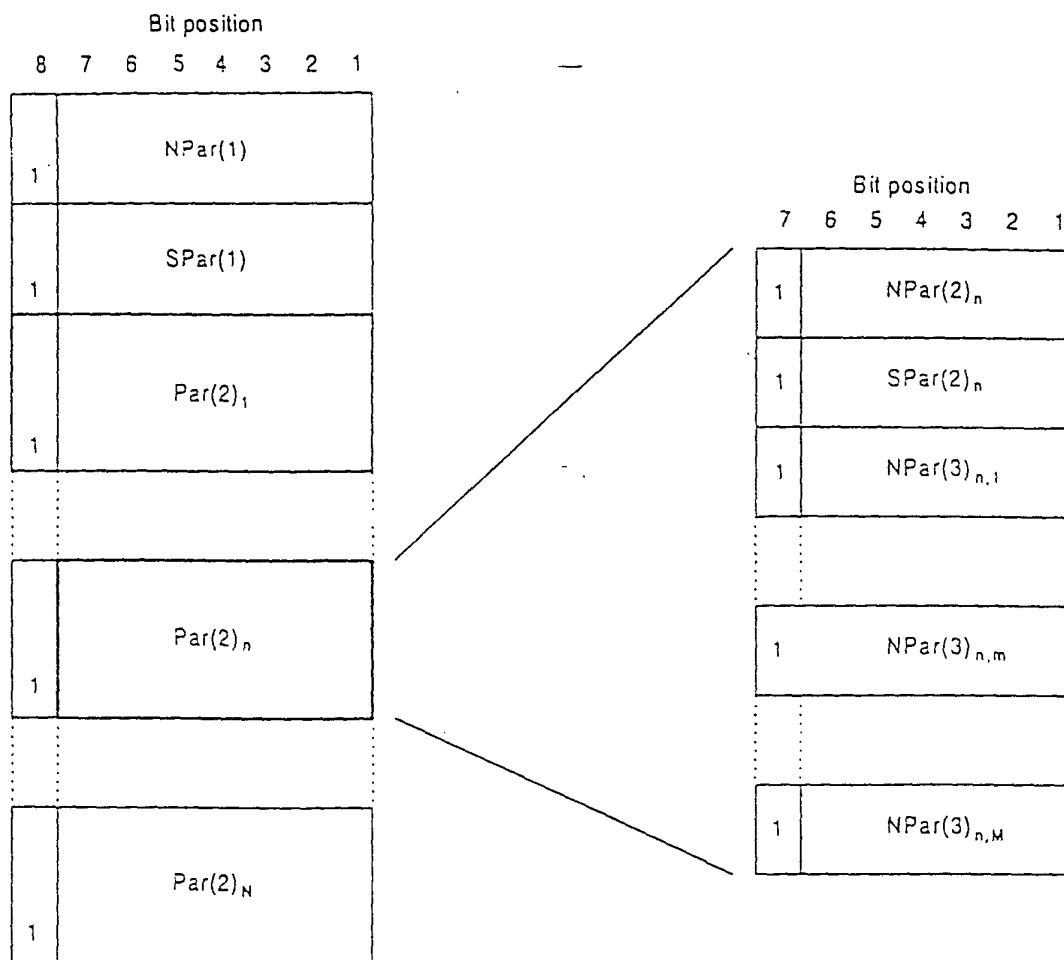 Bit position
8 7 6 5 4 3 2 1
NPar(1)
1
SPar(1)
1
Par(2)₁
1
Par(2)ₙ
1
Par(2)N
1
Bit position
7 6 5 4 3 2 1
1 NPar(2)ₙ
1 SPar(2)ₙ
1 NPar(3)n,1
1 NPar(3)n,m
1 NPar(3)n,M